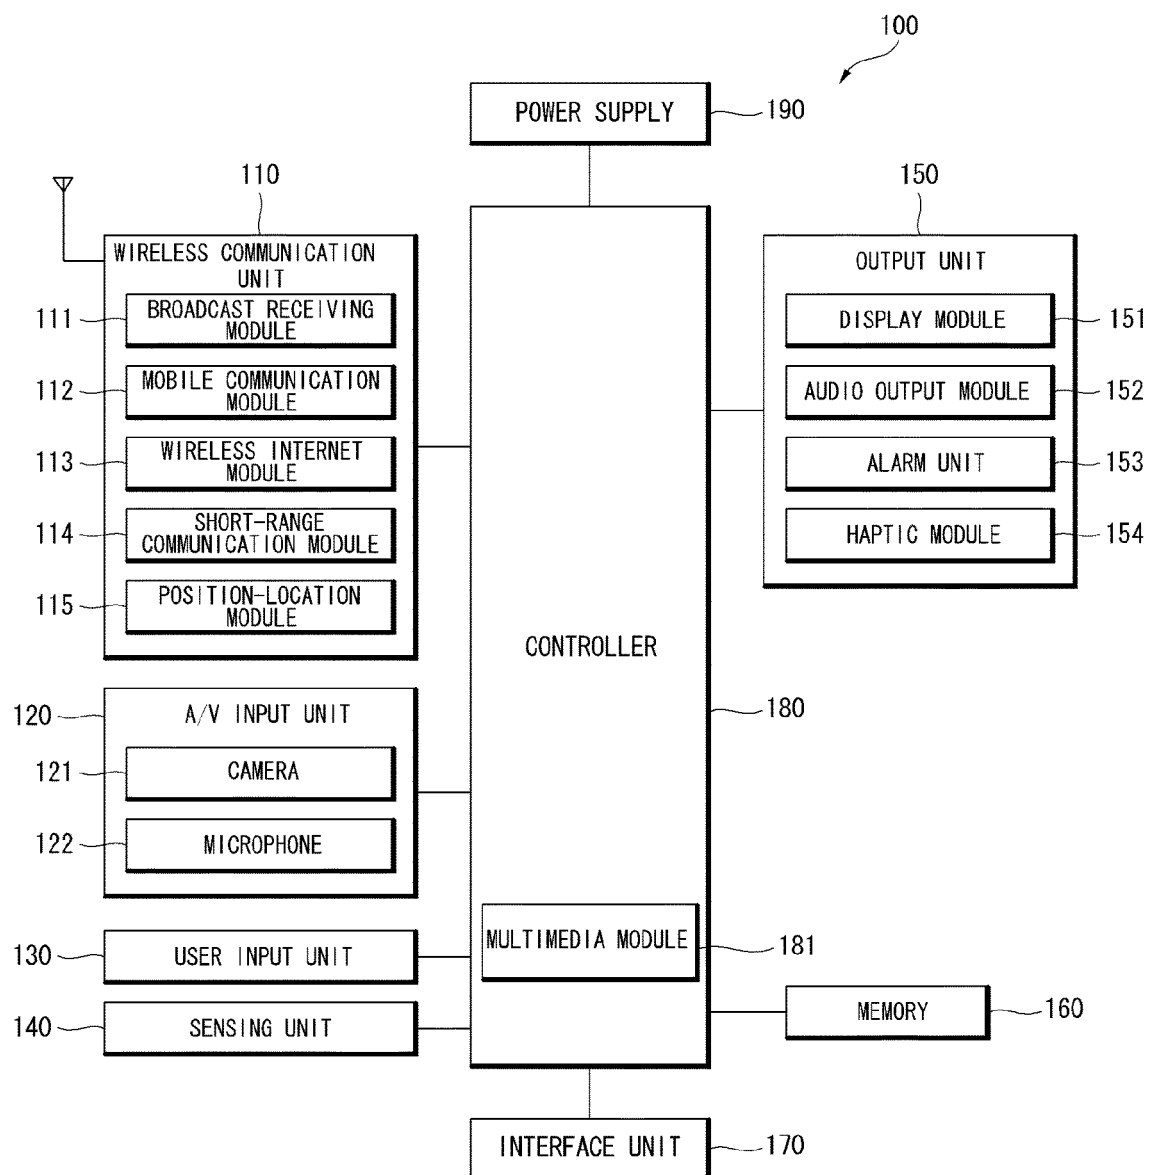 100
POWER SUPPLY
190
110
WIRELESS COMMUNICATION
UNIT
111
BROADCAST RECEIVING
MODULE
112
MOBILE COMMUNICATION
MODULE
113
WIRELESS INTERNET
MODULE
114
SHORT-RANGE
COMMUNICATION MODULE
115
POSITION-LOCATION
MODULE
120
A/V INPUT UNIT
121
CAMERA
122
MICROPHONE
130
USER INPUT UNIT
140
SENSING UNIT
CONTROLLER
180
MULTIMEDIA MODULE
181
150
OUTPUT UNIT
DISPLAY MODULE
151
AUDIO OUTPUT MODULE
152
ALARM UNIT
153
HAPTIC MODULE
154
MEMORY
160
INTERFACE UNIT
170